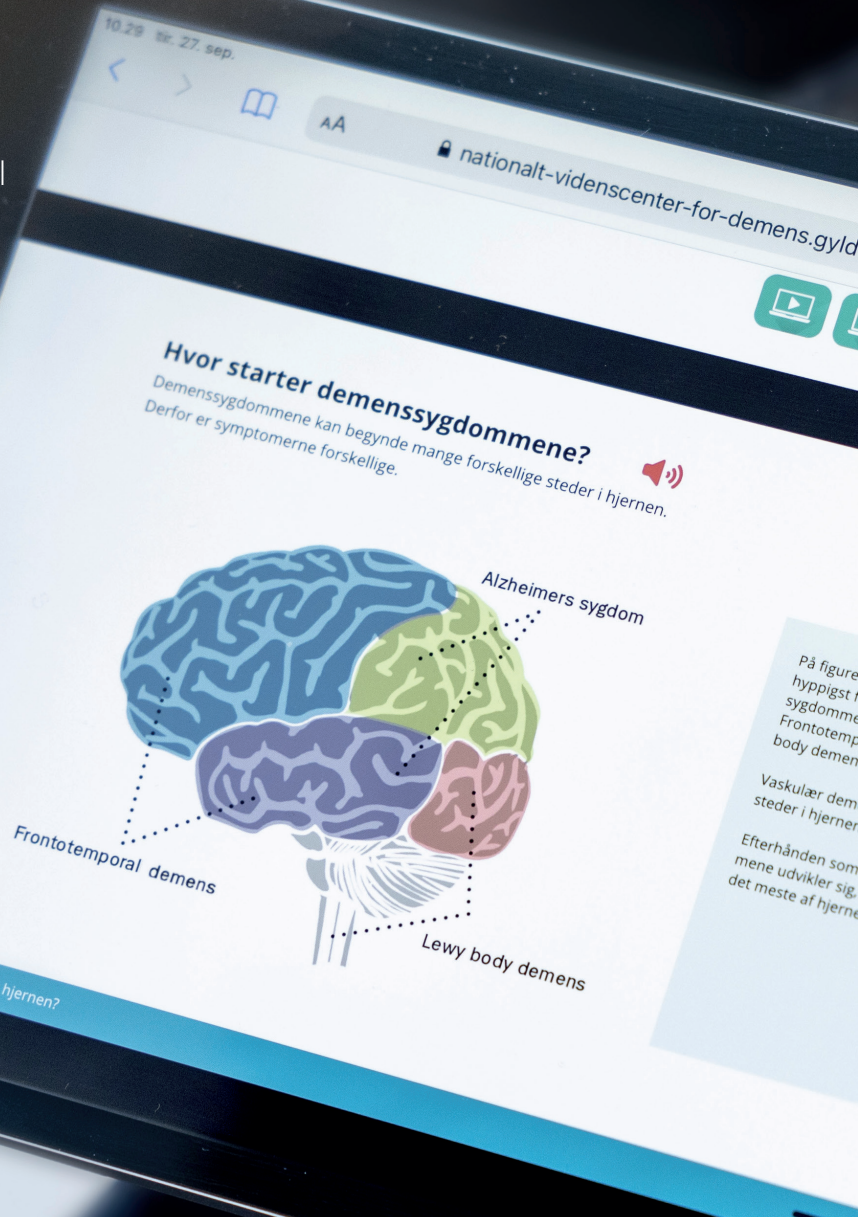 10.29 tir. 27. sep.
AA
nationalt-videnscenter-for-demens.gyld
Hvor starter demenssygdommene?
Demenssygdommene kan begynde mange forskellige steder i hjernen.
Derfor er symptomerne forskellige.
Alzheimers sygdom
Frontotemporal demens
Lewy body demens
På figure
hyppigst
sygdomme
Frontotemp
body demen
Vaskulær dem
steder i hjernen
Efterhånden som
mene udvikler sig,
det meste af hjerne
hjernen?